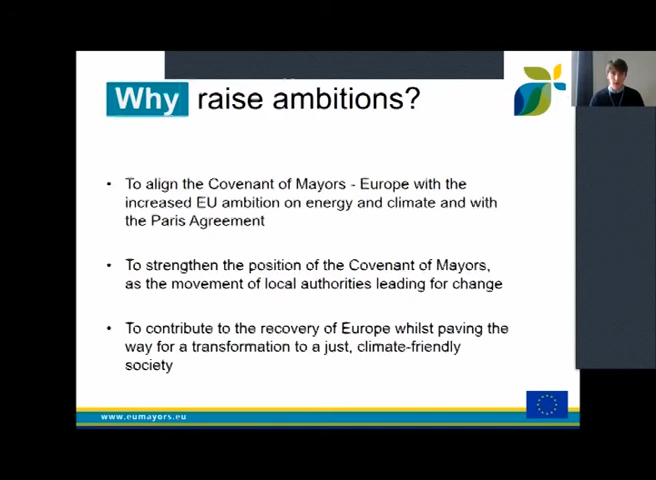 Why raise ambitions?
• To align the Covenant of Mayors - Europe with the
increased EU ambition on energy and climate and with
the Paris Agreement
• To strengthen the position of the Covenant of Mayors,
as the movement of local authorities leading for change
• To contribute to the recovery of Europe whilst paving the
way for a transformation to a just, climate-friendly
society
www.eumayors.eu